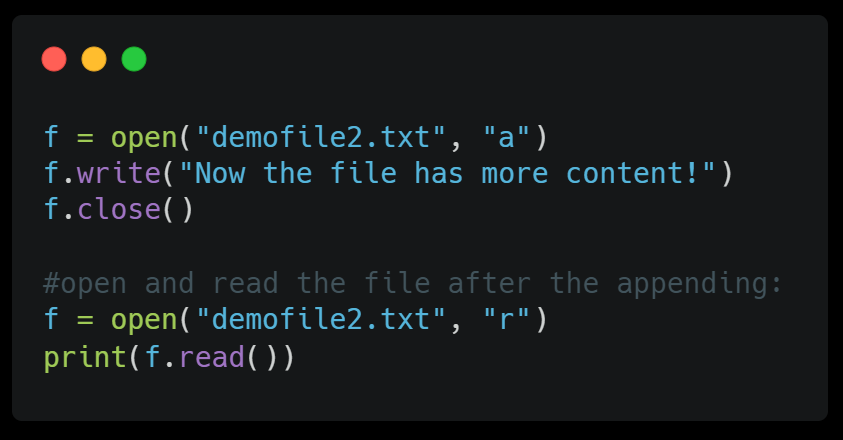 f = open("demofile2.txt", "a")
f.write("Now the file has more content!")
f.close()

#open and read the file after the appending:
f = open("demofile2.txt", "r")
print(f.read())